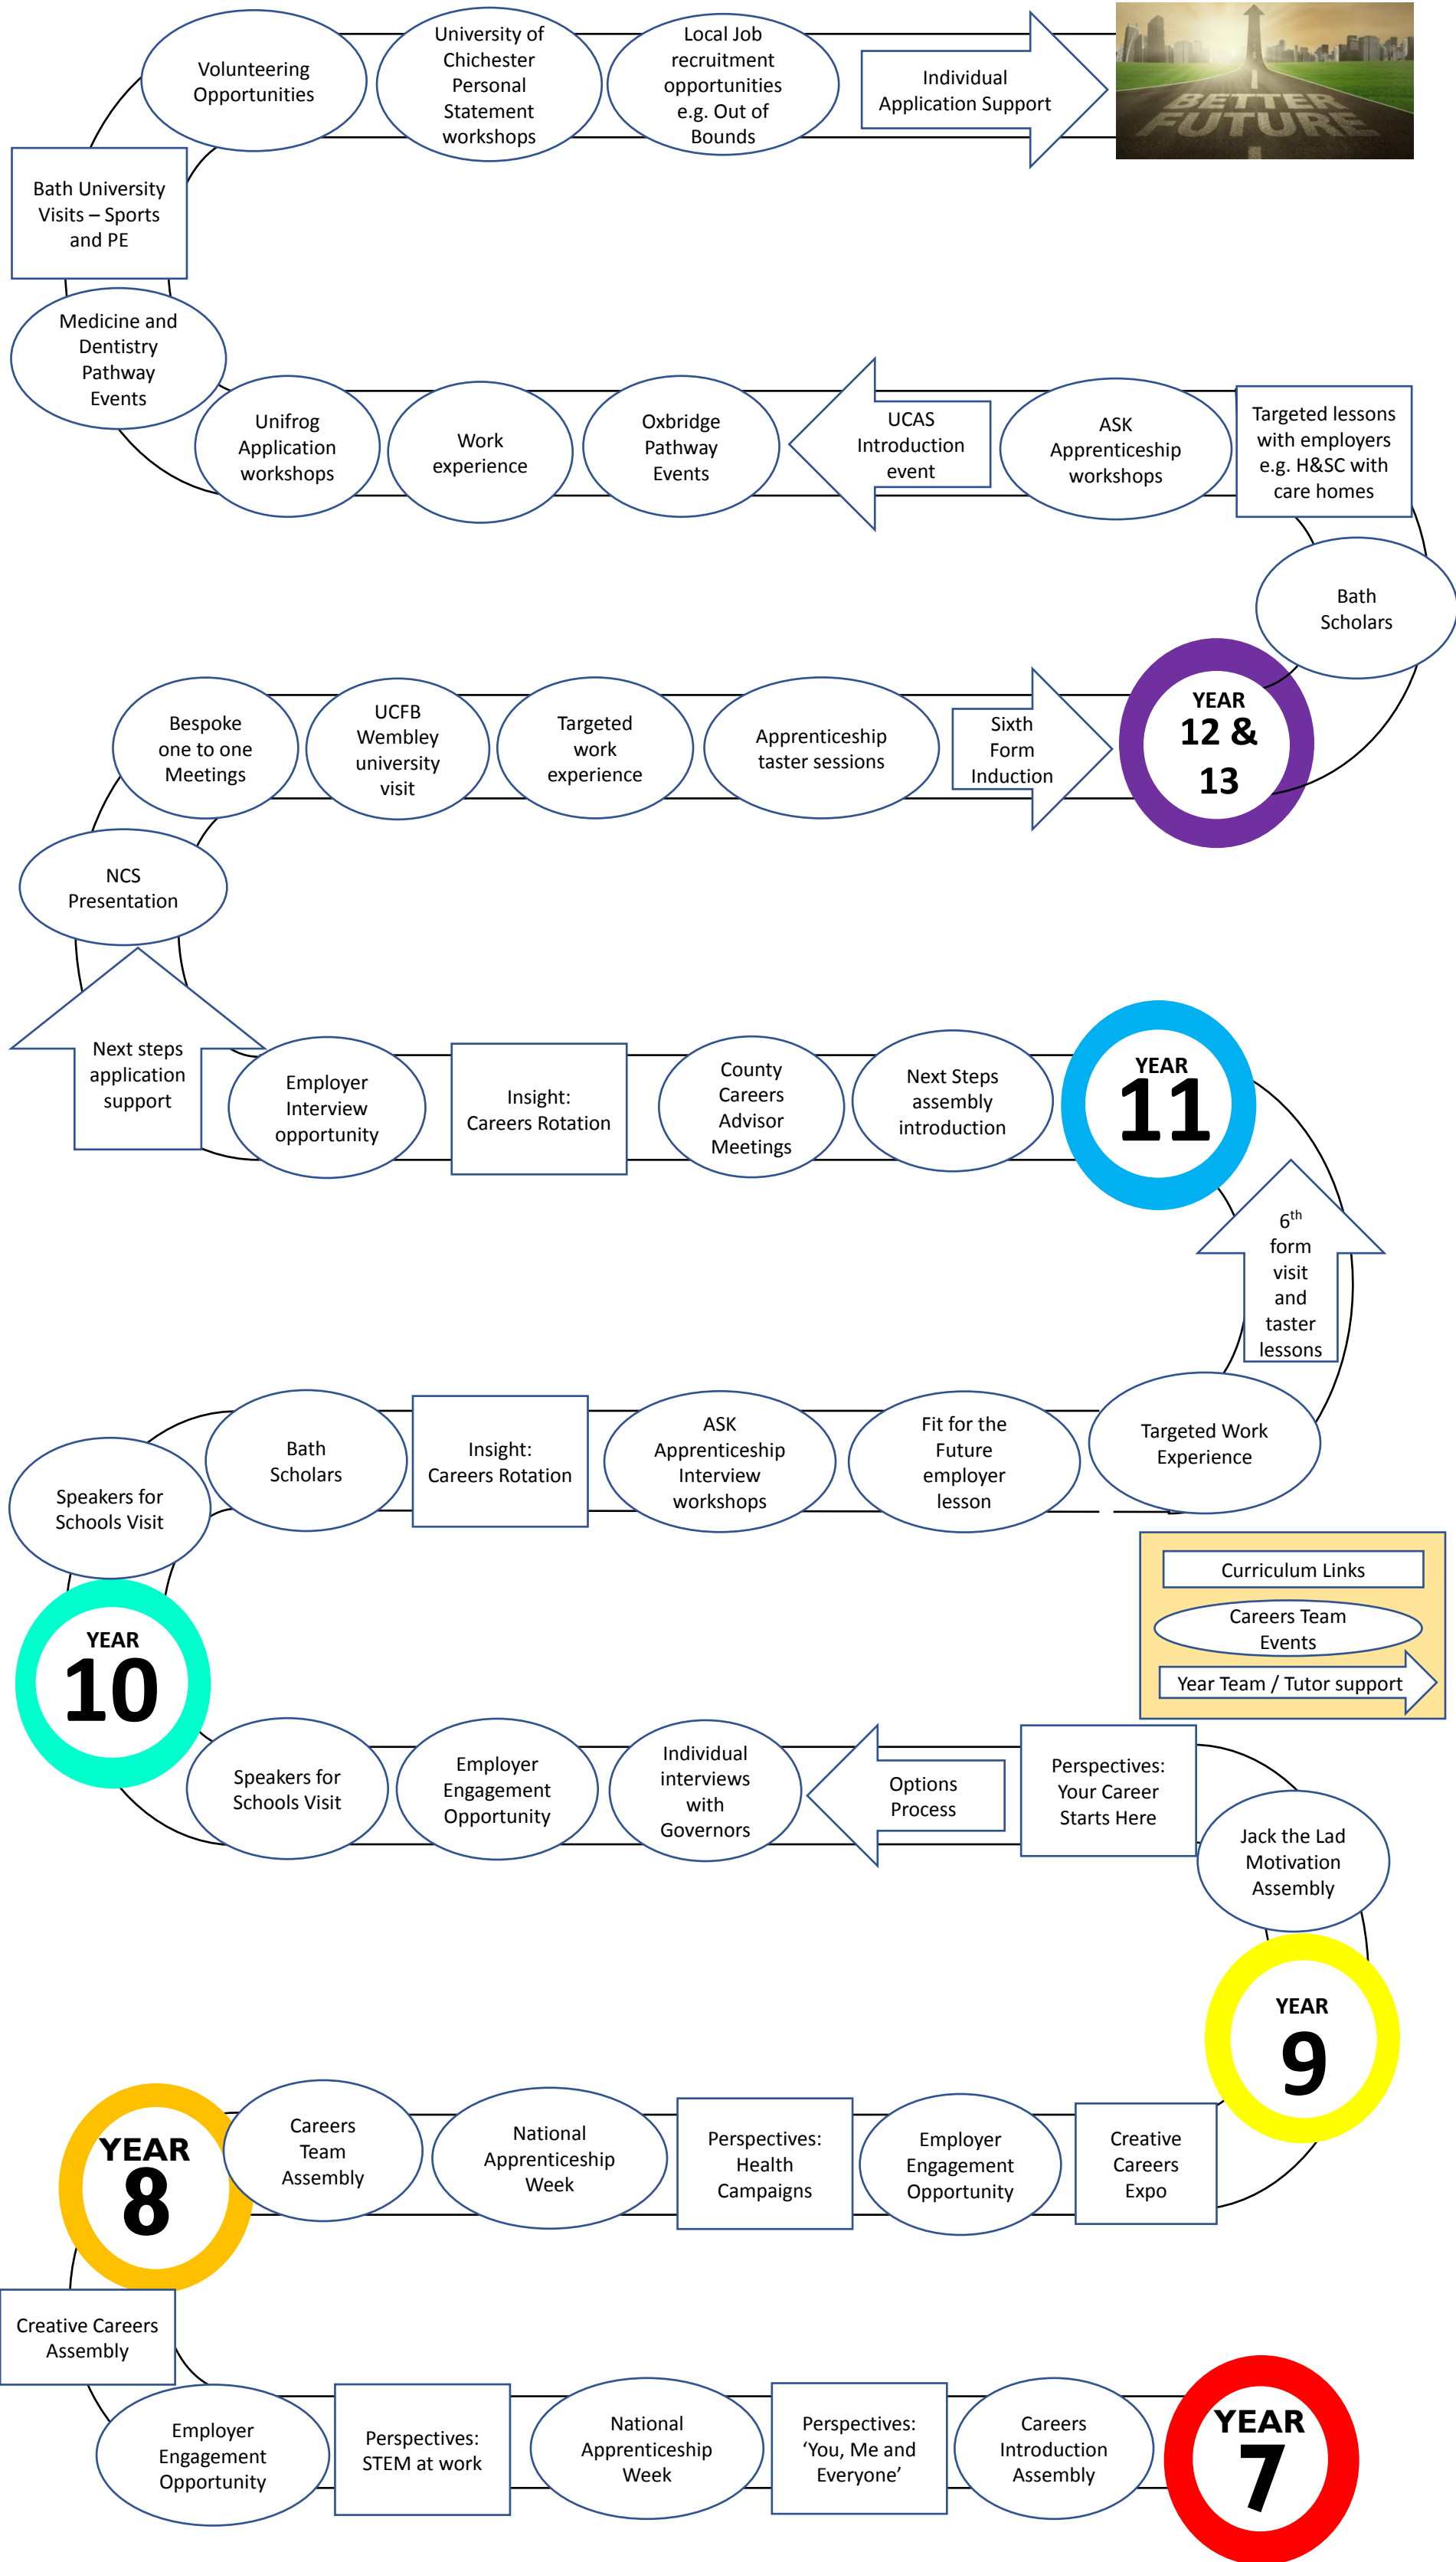 Volunteering
Opportunities
University of
Chichester
Personal
Statement
workshops
Local Job
recruitment
opportunities
e.g. Out of
Bounds
Individual
Application Support
BETTER
FUTURE
Bath University
Visits – Sports
and PE
Medicine and
Dentistry
Pathway
Events
Unifrog
Application
workshops
Work
experience
Oxbridge
Pathway
Events
UCAS
Introduction
event
ASK
Apprenticeship
workshops
Targeted lessons
with employers
e.g. H&SC with
care homes
Bath
Scholars
Bespoke
one to one
Meetings
UCFB
Wembley
university
visit
Targeted
work
experience
Apprenticeship
taster sessions
Sixth
Form
Induction
YEAR
12 &
13
NCS
Presentation
Next steps
application
support
Employer
Interview
opportunity
Insight:
Careers Rotation
County
Careers
Advisor
Meetings
Next Steps
assembly
introduction
YEAR
11
6th
form
visit
and
taster
lessons
Speakers for
Schools Visit
Bath
Scholars
Insight:
Careers Rotation
ASK
Apprenticeship
Interview
workshops
Fit for the
Future
employer
lesson
Targeted Work
Experience
Curriculum Links
Careers Team
Events
Year Team / Tutor support
YEAR
10
Speakers for
Schools Visit
Employer
Engagement
Opportunity
Individual
interviews
with
Governors
Options
Process
Perspectives:
Your Career
Starts Here
Jack the Lad
Motivation
Assembly
YEAR
9
YEAR
8
Careers
Team
Assembly
National
Apprenticeship
Week
Perspectives:
Health
Campaigns
Employer
Engagement
Opportunity
Creative
Careers
Expo
Creative Careers
Assembly
Employer
Engagement
Opportunity
Perspectives:
STEM at work
National
Apprenticeship
Week
Perspectives:
‘You, Me and
Everyone’
Careers
Introduction
Assembly
YEAR
7